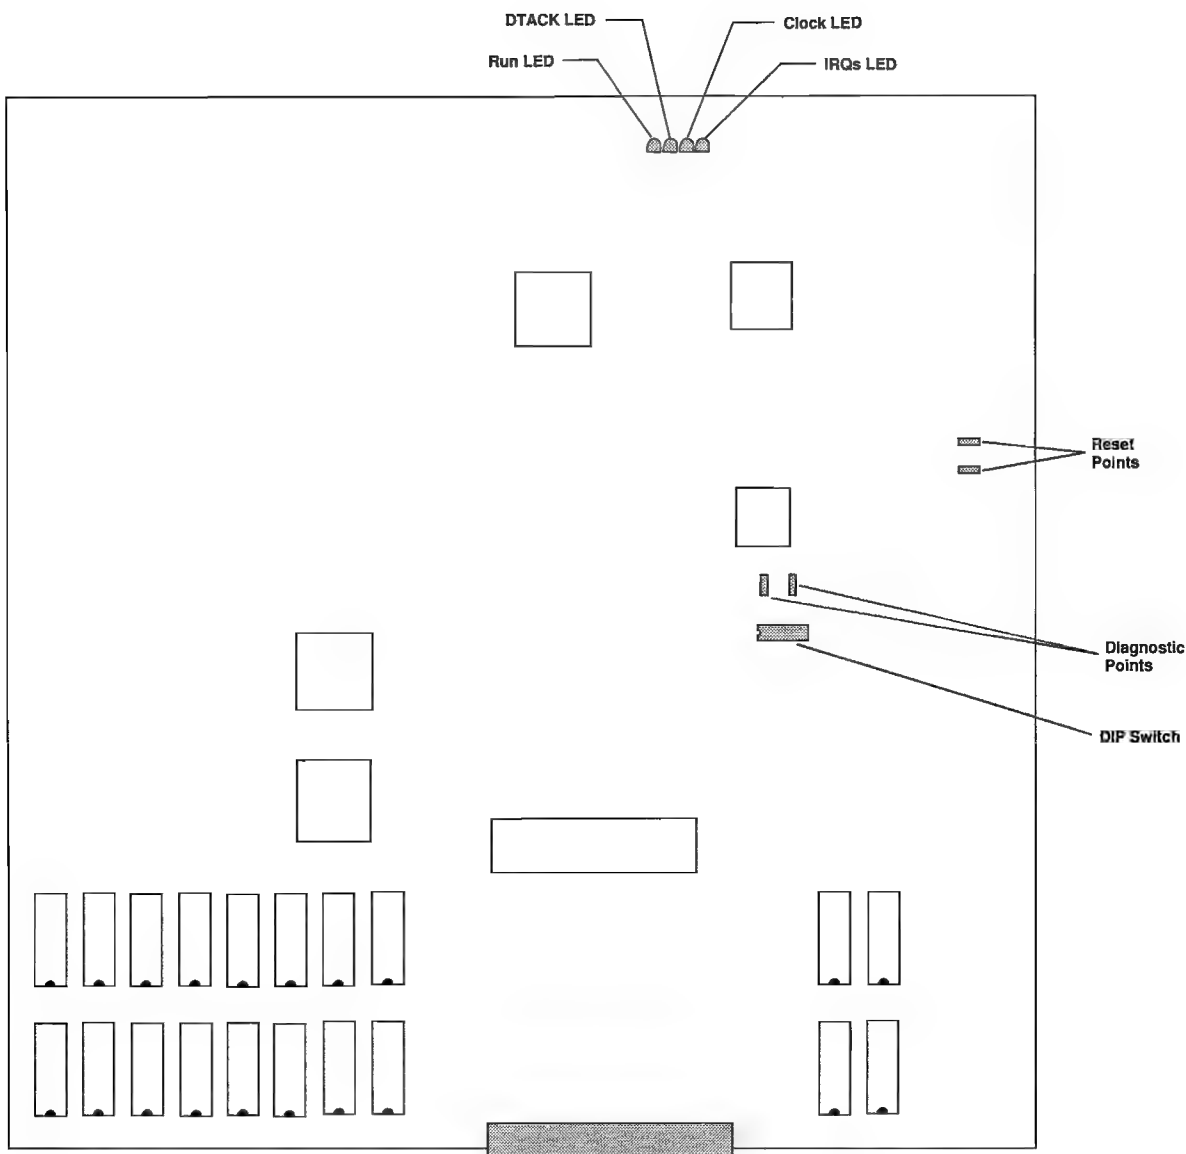 DTACK LED
Clock LED
Run LED
IRQs LED
Reset
Points
Diagnostic
Points
DIP Switch